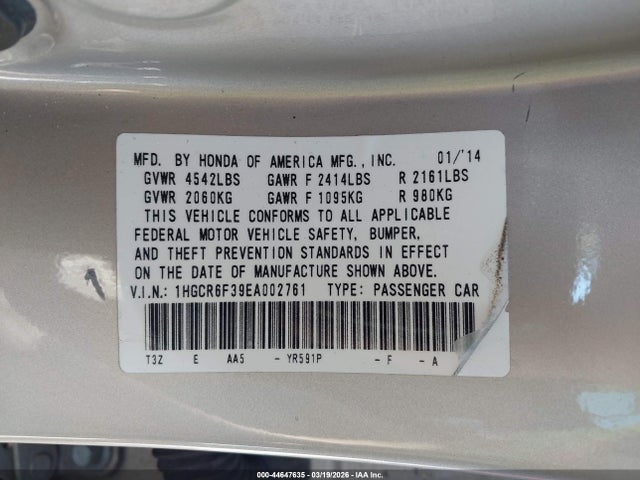 MFD. BY HONDA OF AMERICA MFG., INC. 01/'14
GVWR 4542LBS GAWR F 2414LBS R 2161LBS
GVWR 2060KG GAWR F 1095KG R 980KG
THIS VEHICLE CONFORMS TO ALL APPLICABLE
FEDERAL MOTOR VEHICLE SAFETY, BUMPER,
AND THEFT PREVENTION STANDARDS IN EFFECT
ON THE DATE OF MANUFACTURE SHOWN ABOVE.
V.I.N.: 1HGCR6F39EA002761 TYPE: PASSENGER CAR
T3Z E AA5 - YR591P - F - A
000-44647635 - 03/19/2026 - IAA Inc.